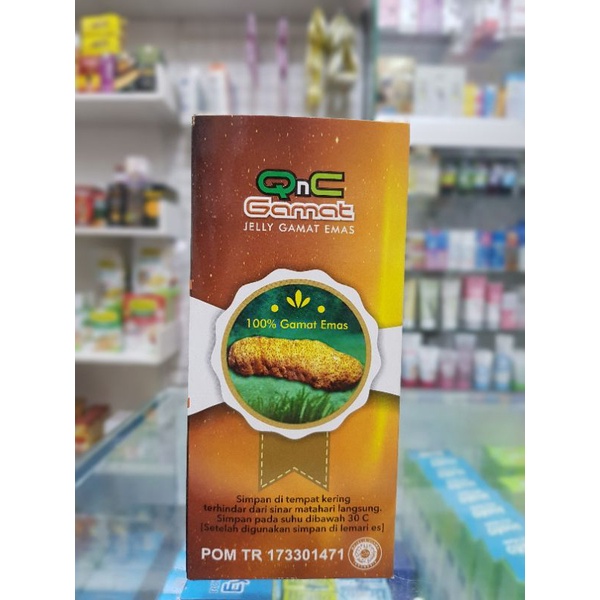 QnC
Gamat
JELLY GAMAT EMAS
100% Gamat Emas
Simpan di tempat kering
terhindar dari sinar matahari langsung.
Simpan pada suhu dibawah 30 C
[Setelah digunakan simpan di lemari es]
POM TR 173301471